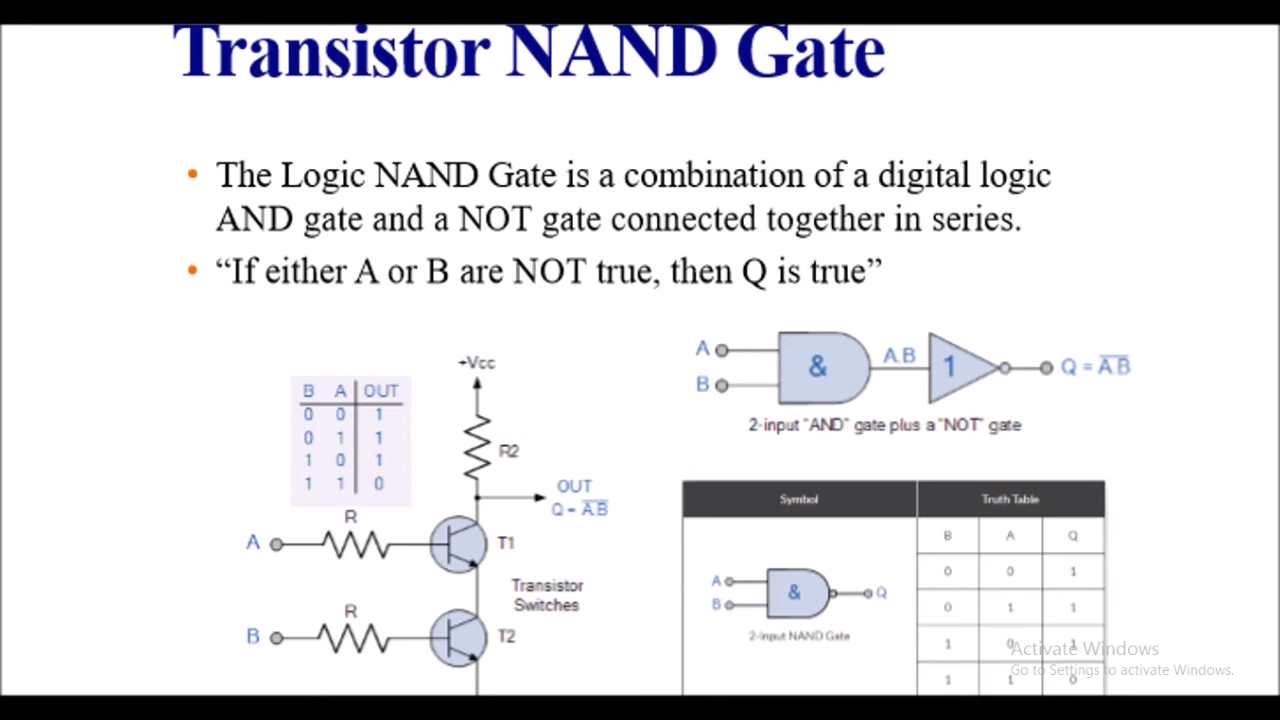 Transistor NAND Gate
• The Logic NAND Gate is a combination of a digital logic
AND gate and a NOT gate connected together in series.
• “If either A or B are NOT true, then Q is true”
B A OUT
0 0 1
0 1 1
1 0 1
1 1 0
+Vcc
R2
OUT
Q = A̅.̅B̅
A
R
T1
Transistor
Switches
B
R
T2
A
B
&
A.B
1
Q = A̅.̅B̅
2-input "AND" gate plus a "NOT" gate
Symbol
Truth Table
A
B
&
Q
2-input NAND Gate
B A Q
0 0 1
0 1 1
1 0 1
1 1 0
Activate Windows
Go to Settings to activate Windows.